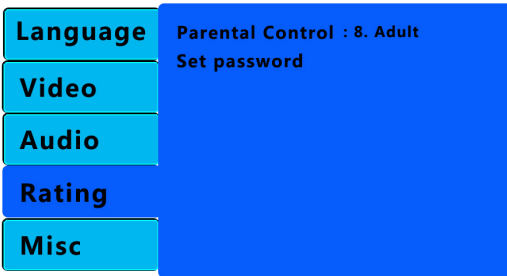 Language
Video
Audio
Rating
Misc
Parental Control : 8. Adult
Set password